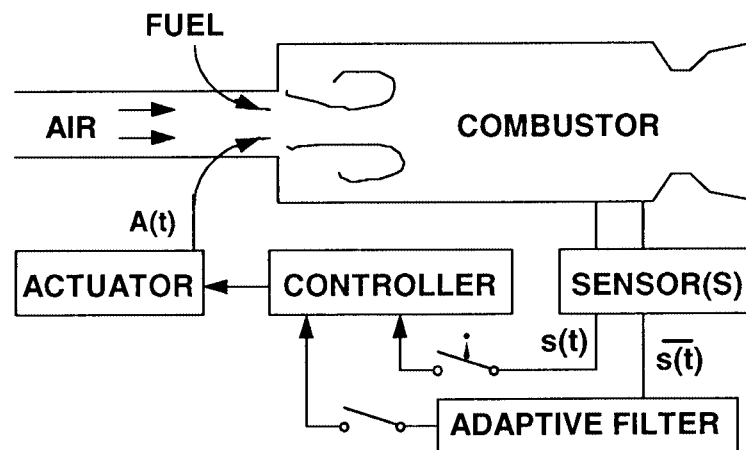 FUEL
AIR
COMBUSTOR
A(t)
ACTUATOR
CONTROLLER
SENSOR(S)
s(t)
s(t)
ADAPTIVE FILTER